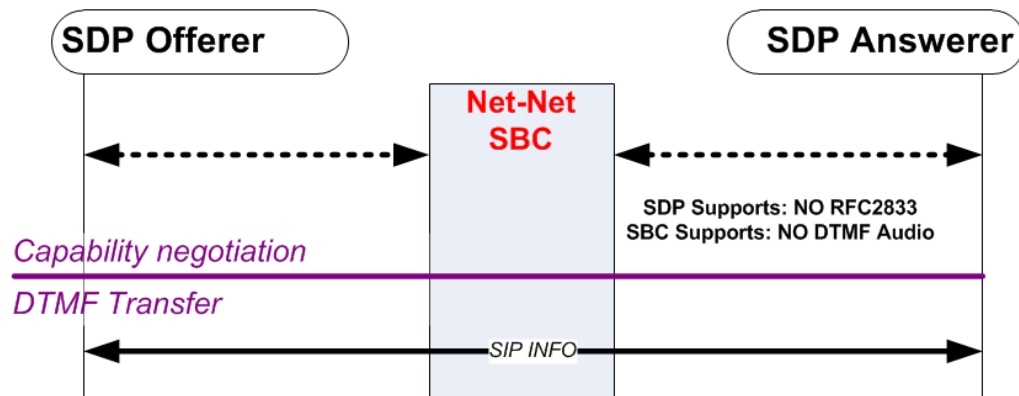 SDP Offerer
SDP Answerer
Net-Net
SBC
SDP Supports: NO RFC2833
SBC Supports: NO DTMF Audio
Capability negotiation
DTMF Transfer
SIP INFO